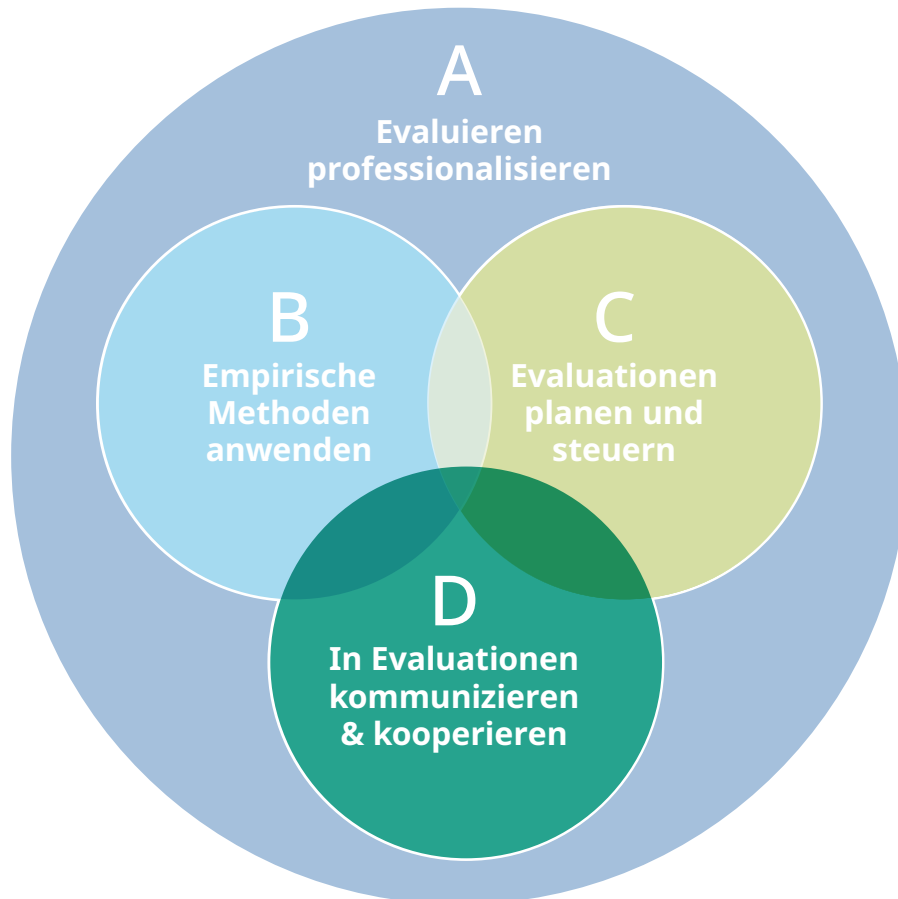 A
Evaluieren
professionalisieren
B
Empirische
Methoden
anwenden
C
Evaluationen
planen und
steuern
D
In Evaluationen
kommunizieren
& kooperieren